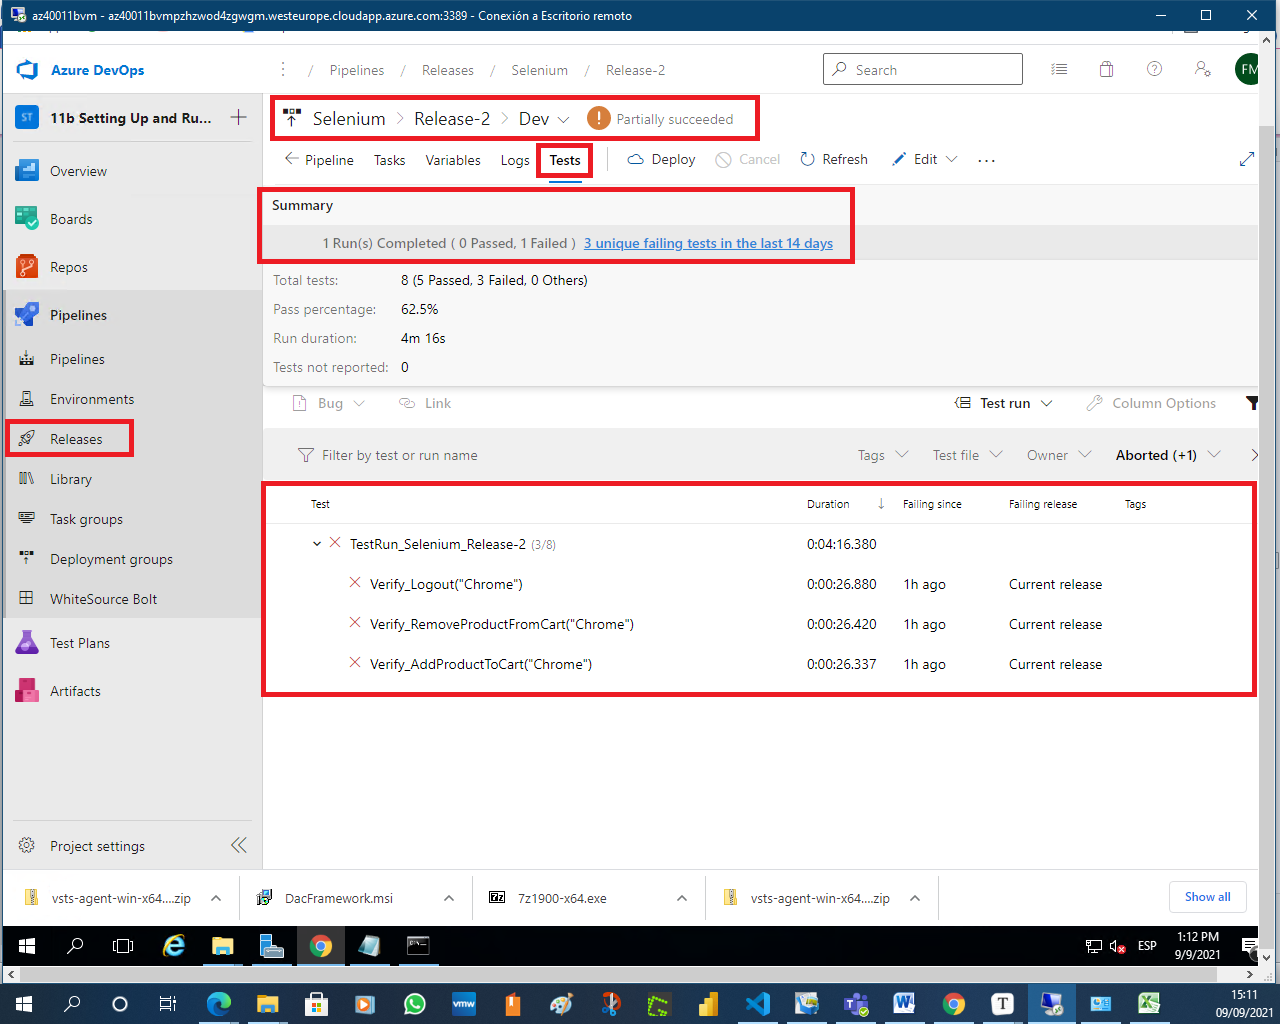 az40011bvm - az40011bvmpzhzwod4zgwgm.westeurope.cloudapp.azure.com:3389 - Conexión a Escritorio remoto
Azure DevOps
/ Pipelines / Releases / Selenium / Release-2
Search
FM
ST 11b Setting Up and Ru...
Selenium > Release-2 > Dev Partially succeeded
Pipeline Tasks Variables Logs Tests Deploy Cancel Refresh Edit ...
Overview
Boards
Repos
Pipelines
Pipelines
Environments
Releases
Library
Task groups
Deployment groups
WhiteSource Bolt
Test Plans
Artifacts
Project settings
Summary
1 Run(s) Completed ( 0 Passed, 1 Failed ) 3 unique failing tests in the last 14 days
Total tests: 8 (5 Passed, 3 Failed, 0 Others)
Pass percentage: 62.5%
Run duration: 4m 16s
Tests not reported: 0
Bug Link Test run Column Options
Filter by test or run name Tags Test file Owner Aborted (+1)
Test Duration Failing since Failing release Tags
TestRun_Selenium_Release-2 (3/8) 0:04:16.380
Verify_Logout("Chrome") 0:00:26.880 1h ago Current release
Verify_RemoveProductFromCart("Chrome") 0:00:26.420 1h ago Current release
Verify_AddProductToCart("Chrome") 0:00:26.337 1h ago Current release
vsts-agent-win-x64....zip DacFramework.msi 7z1900-x64.exe vsts-agent-win-x64....zip Show all
ESP 1:12 PM
9/9/2021
vmw
T
15:11
09/09/2021